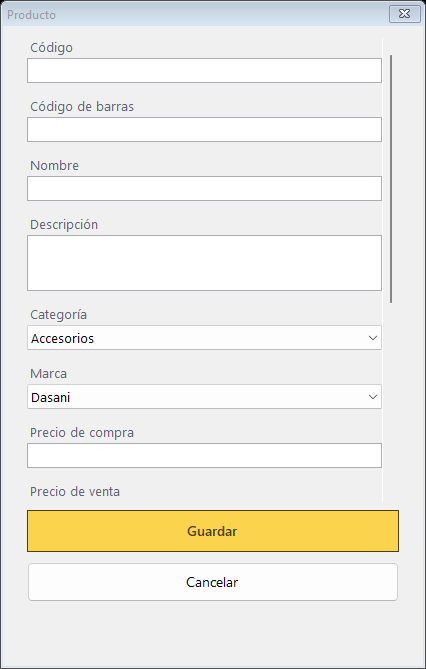 Producto
Código
Código de barras
Nombre
Descripción
Categoría
Accesorios
Marca
Dasani
Precio de compra
Precio de venta
Guardar
Cancelar